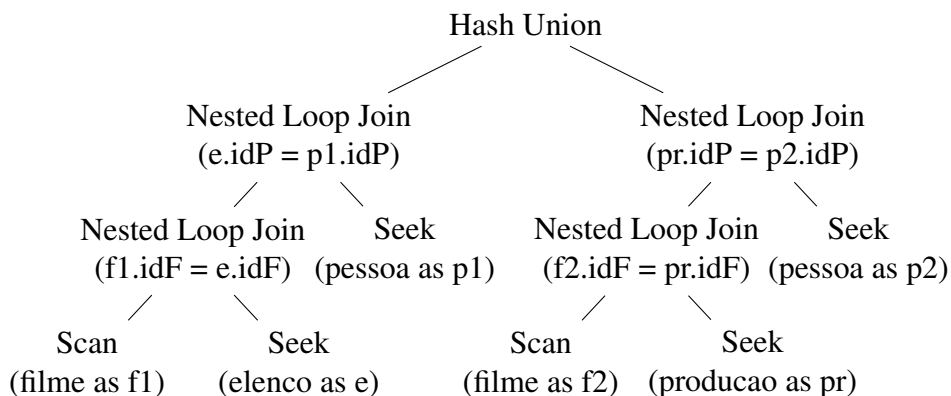 Hash Union
Nested Loop Join
(e.idP = p1.idP)
Nested Loop Join
(pr.idP = p2.idP)
Nested Loop Join
(f1.idF = e.idF)
Seek
(pessoa as p1)
Nested Loop Join
(f2.idF = pr.idF)
Seek
(pessoa as p2)
Scan
(filme as f1)
Seek
(elenco as e)
Scan
(filme as f2)
Seek
(producao as pr)